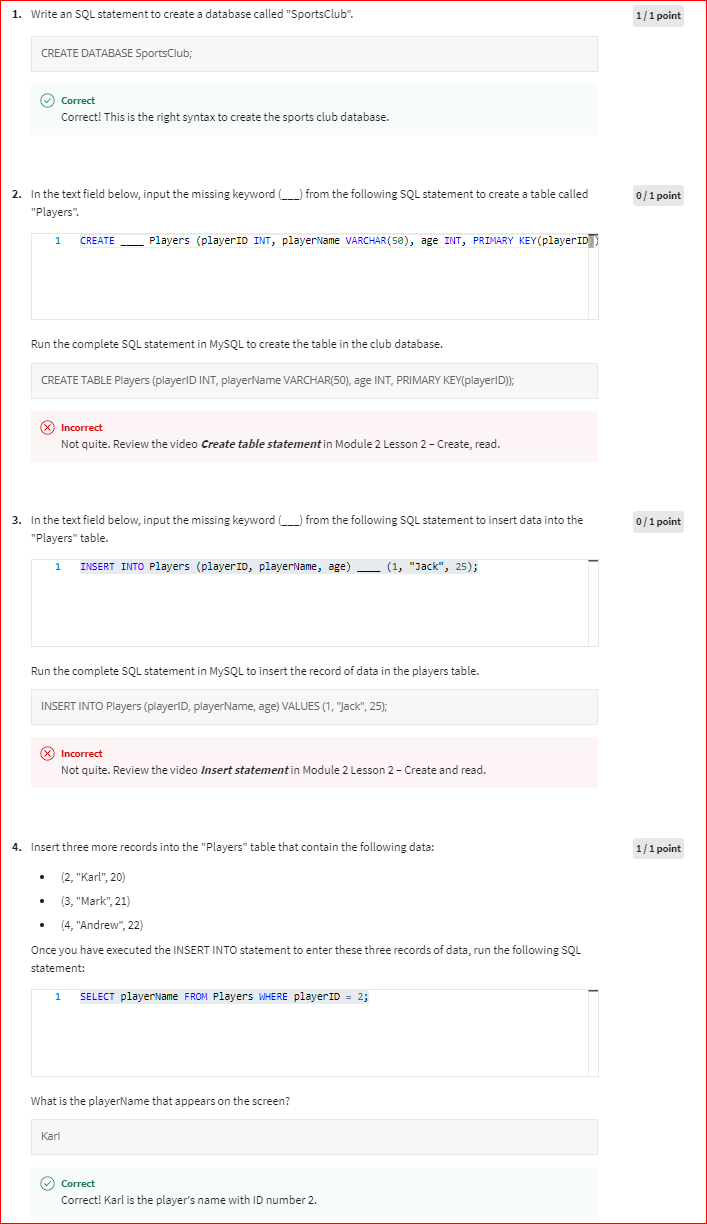 1. Write an SQL statement to create a database called "SportsClub".
1 / 1 point
CREATE DATABASE SportsClub;
Correct
Correct! This is the right syntax to create the sports club database.
2. In the text field below, input the missing keyword (___) from the following SQL statement to create a table called
"Players".
0 / 1 point
1 CREATE ____ Players (playerID INT, playerName VARCHAR(50), age INT, PRIMARY KEY(playerID))
Run the complete SQL statement in MySQL to create the table in the club database.
CREATE TABLE Players (playerID INT, playerName VARCHAR(50), age INT, PRIMARY KEY(playerID));
Incorrect
Not quite. Review the video Create table statement in Module 2 Lesson 2 – Create, read.
3. In the text field below, input the missing keyword (___) from the following SQL statement to insert data into the
"Players" table.
0 / 1 point
1 INSERT INTO Players (playerID, playerName, age) ____ (1, "Jack", 25);
Run the complete SQL statement in MySQL to insert the record of data in the players table.
INSERT INTO Players (playerID, playerName, age) VALUES (1, "Jack", 25);
Incorrect
Not quite. Review the video Insert statement in Module 2 Lesson 2 – Create and read.
4. Insert three more records into the "Players" table that contain the following data:
1 / 1 point
• (2, "Karl", 20)
• (3, "Mark", 21)
• (4, "Andrew", 22)
Once you have executed the INSERT INTO statement to enter these three records of data, run the following SQL
statement:
1 SELECT playerName FROM Players WHERE playerID = 2;
What is the playerName that appears on the screen?
Karl
Correct
Correct! Karl is the player's name with ID number 2.